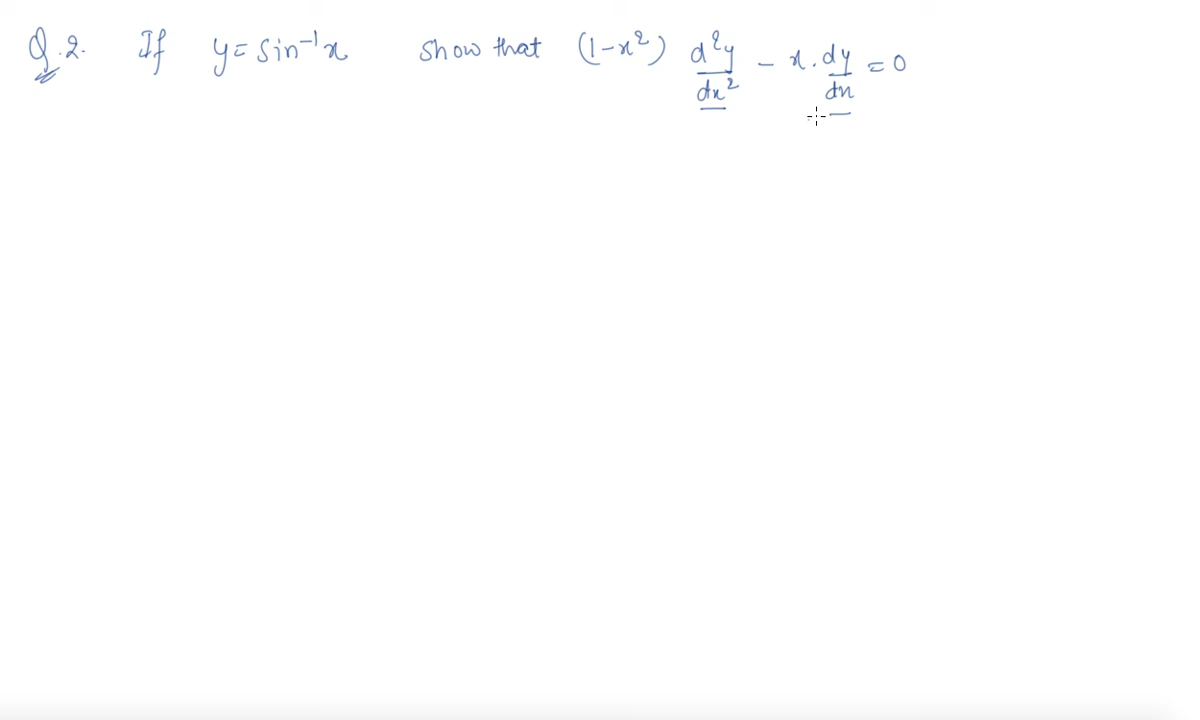 Q.2. If y = sin⁻¹x show that (1-x²) d²y/dx² - x.dy/dx = 0